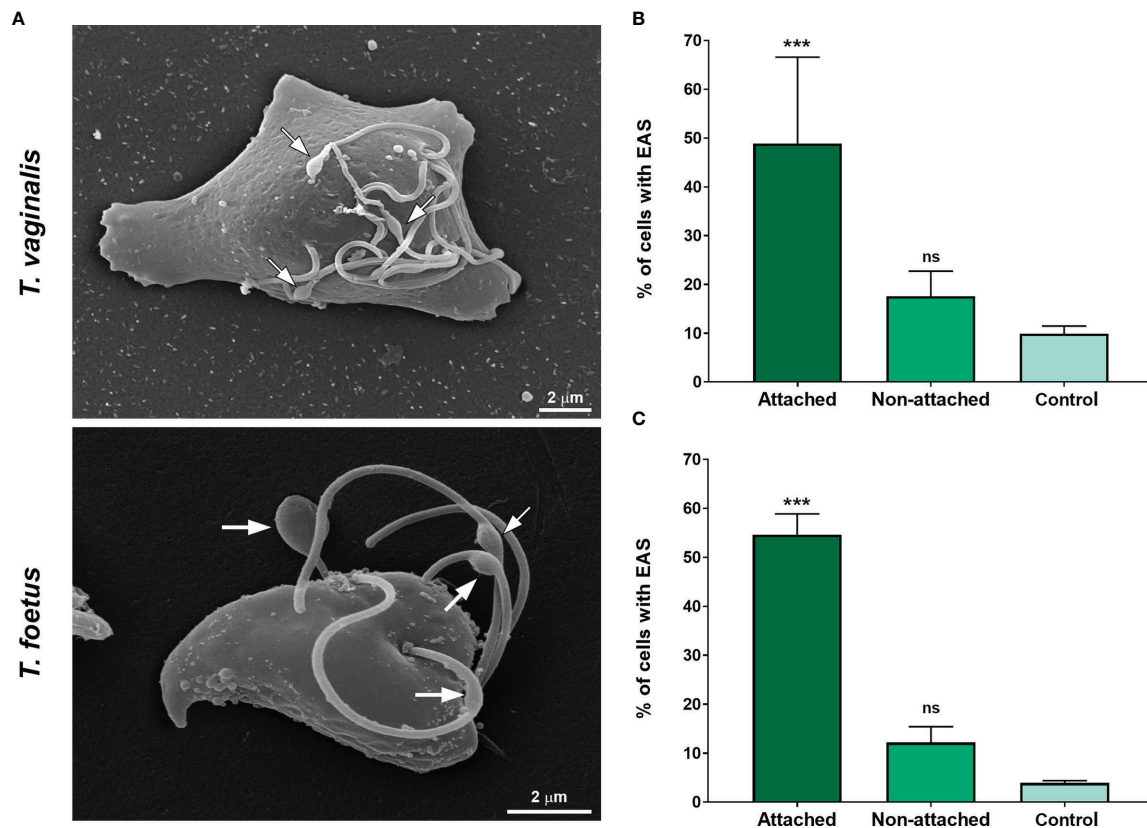 A
T. vaginalis
2 μm
T. foetus
2 μm
B
% of cells with EAS
70
60
50
40
30
20
10
0
***
ns
Attached Non-attached Control
C
% of cells with EAS
70
60
50
40
30
20
10
0
***
ns
Attached Non-attached Control